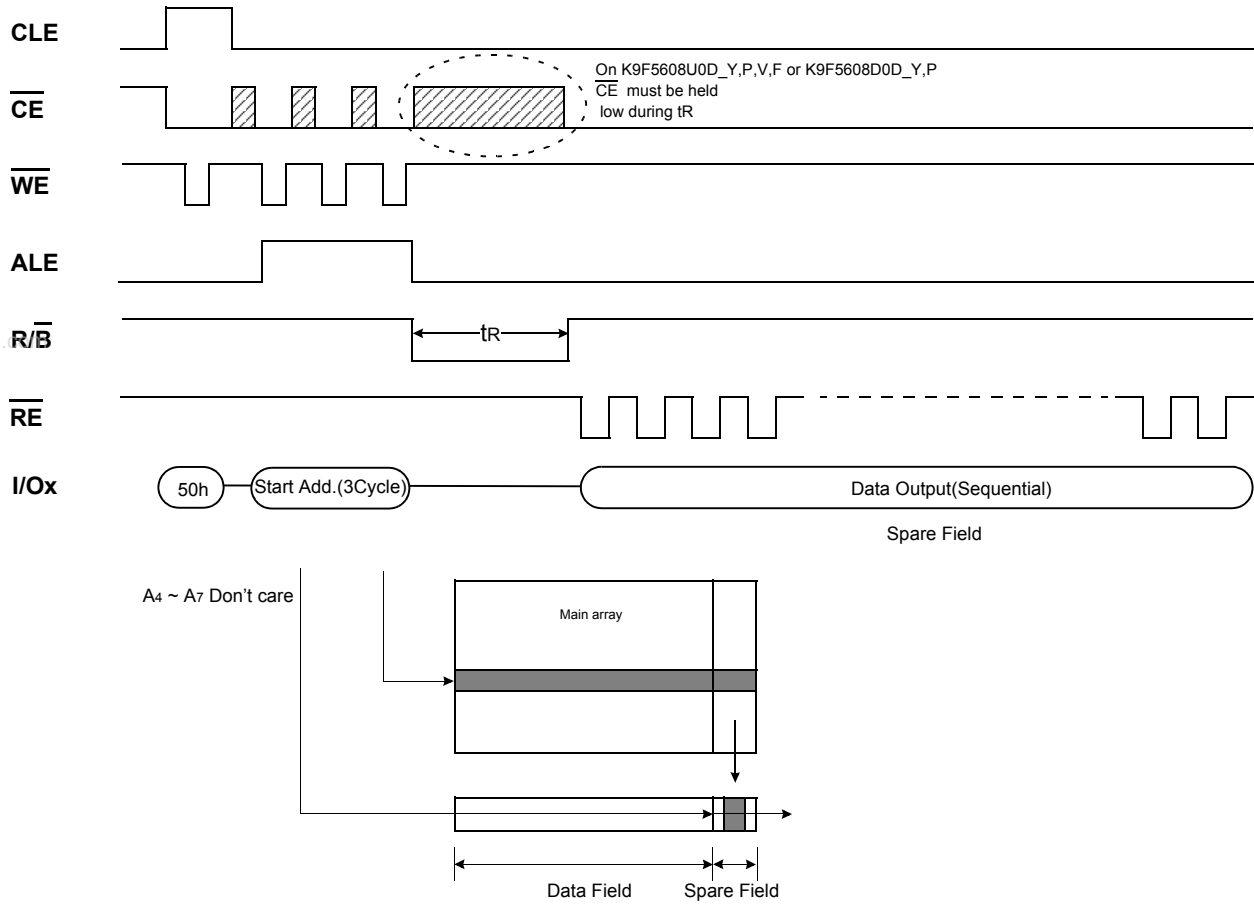 CLE
On K9F5608U0D_Y,P,V,F or K9F5608D0D_Y,P
CE must be held
low during tR
CE
WE
ALE
R/B
tR
RE
I/Ox
50h
Start Add.(3Cycle)
Data Output(Sequential)
Spare Field
A4 ~ A7 Don't care
Main array
Data Field
Spare Field